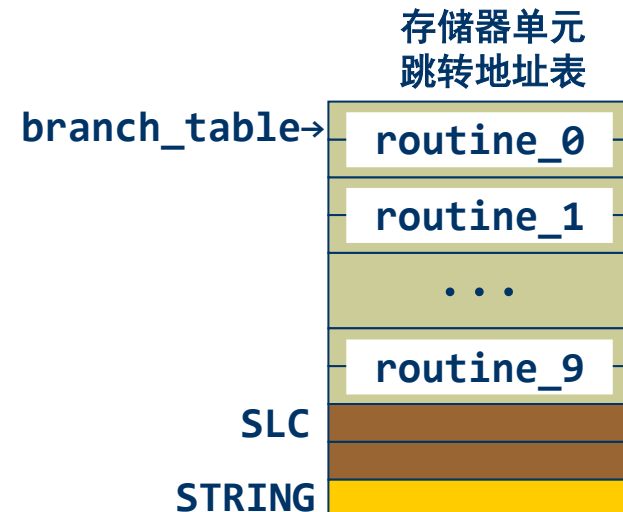 存储器单元
跳转地址表
branch_table→
routine_0
routine_1
...
routine_9
SLC
STRING